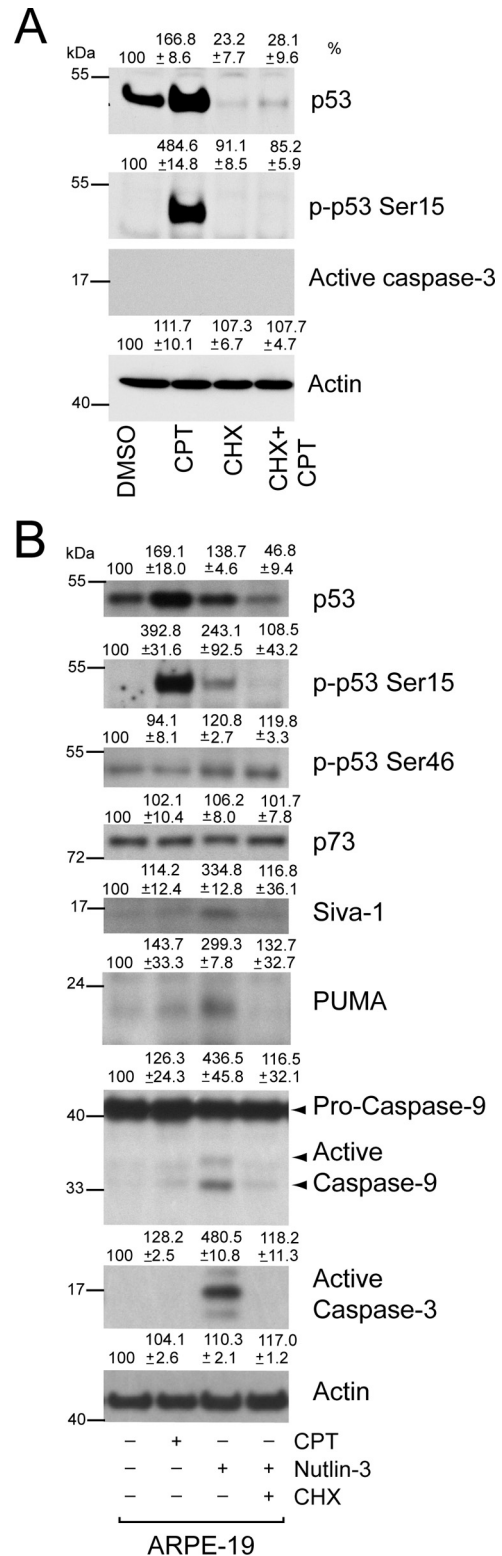 A
kDa
166.8 23.2 28.1 %
100 ±8.6 ±7.7 ±9.6
55
p53
484.6 91.1 85.2
100 ±14.8 ±8.5 ±5.9
55
p-p53 Ser15
17
Active caspase-3
111.7 107.3 107.7
100 ±10.1 ±6.7 ±4.7
Actin
40
DMSO CPT CHX CHX+
CPT
B
kDa
169.1 138.7 46.8
100 ±18.0 ±4.6 ±9.4
55
p53
392.8 243.1 108.5
100 ±31.6 ±92.5 ±43.2
55
p-p53 Ser15
94.1 120.8 119.8
100 ±8.1 ±2.7 ±3.3
55
p-p53 Ser46
102.1 106.2 101.7
100 ±10.4 ±8.0 ±7.8
p73
72
114.2 334.8 116.8
100 ±12.4 ±12.8 ±36.1
17
Siva-1
143.7 299.3 132.7
100 ±33.3 ±7.8 ±32.7
24
PUMA
126.3 436.5 116.5
100 ±24.3 ±45.8 ±32.1
Pro-Caspase-9
40
Active
Caspase-9
33
128.2 480.5 118.2
100 ±2.5 ±10.8 ±11.3
17
Active
Caspase-3
104.1 110.3 117.0
100 ±2.6 ±2.1 ±1.2
Actin
40
– + – – CPT
– – + + Nutlin-3
– – – + CHX
ARPE-19